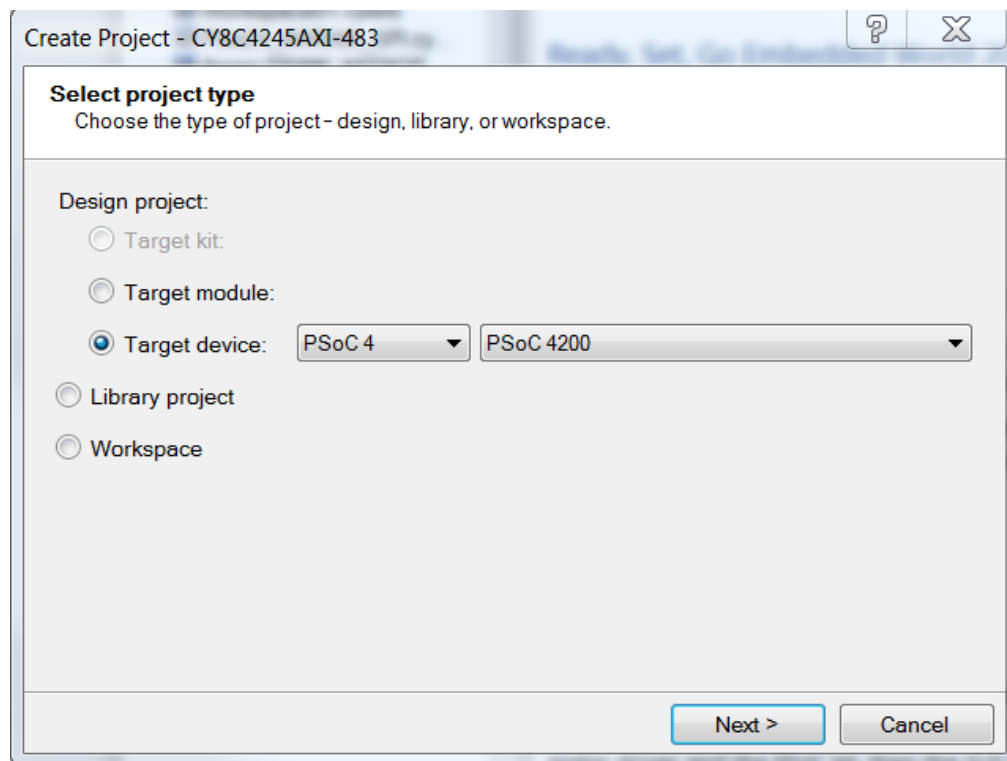 Create Project - CY8C4245AXI-483
Select project type
Choose the type of project - design, library, or workspace.
Design project:
Target kit:
Target module:
Target device: PSoC 4 PSoC 4200
Library project
Workspace
Next > Cancel